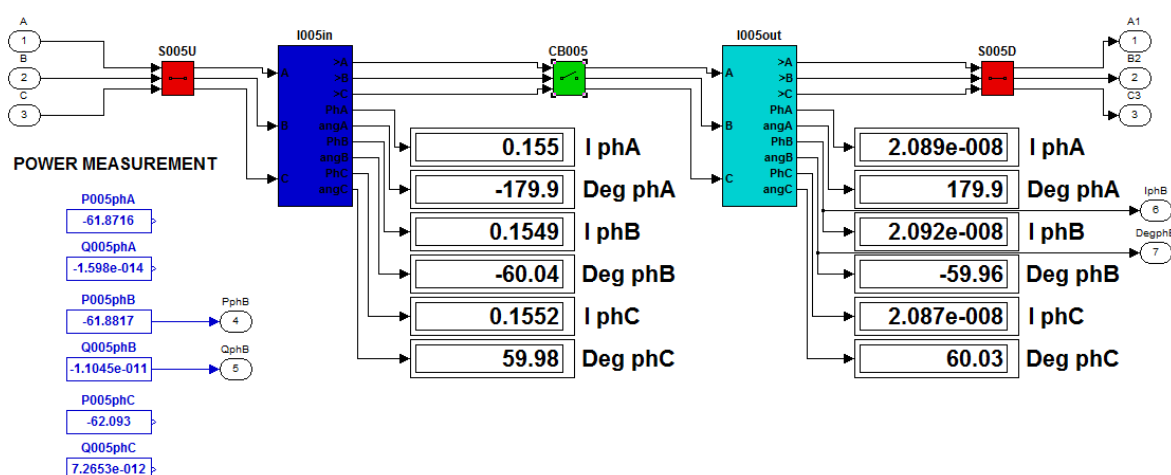 A
1
B
2
C
3
S005U
I005in
A
B
C
>A
>B
>C
PhA
angA
PhB
angB
PhC
angC
CB005
I005out
A
B
C
>A
>B
>C
PhA
angA
PhB
angB
PhC
angC
S005D
A1
1
B2
2
C3
3
0.155 I phA
-179.9 Deg phA
0.1549 I phB
-60.04 Deg phB
0.1552 I phC
59.98 Deg phC
2.089e-008 I phA
179.9 Deg phA
2.092e-008 I phB
-59.96 Deg phB
2.087e-008 I phC
60.03 Deg phC
IphB
6
DegphB
7
POWER MEASUREMENT
P005phA
-61.8716
Q005phA
-1.598e-014
P005phB
-61.8817
PphB
4
Q005phB
-1.1045e-011
QphB
5
P005phC
-62.093
Q005phC
7.2653e-012